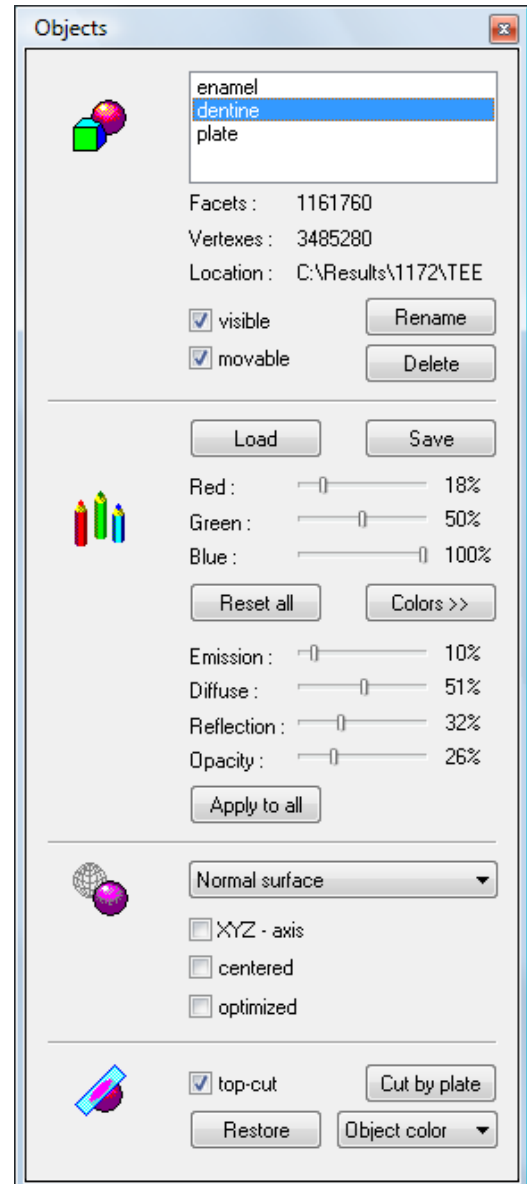 Objects
enamel
dentine
plate
Facets : 1161760
Vertexes : 3485280
Location : C:\Results\1172\TEE
visible Rename
movable Delete
Load Save
Red : 18%
Green : 50%
Blue : 100%
Reset all Colors >>
Emission : 10%
Diffuse : 51%
Reflection : 32%
Opacity : 26%
Apply to all
Normal surface
XYZ - axis
centered
optimized
top-cut Cut by plate
Restore Object color